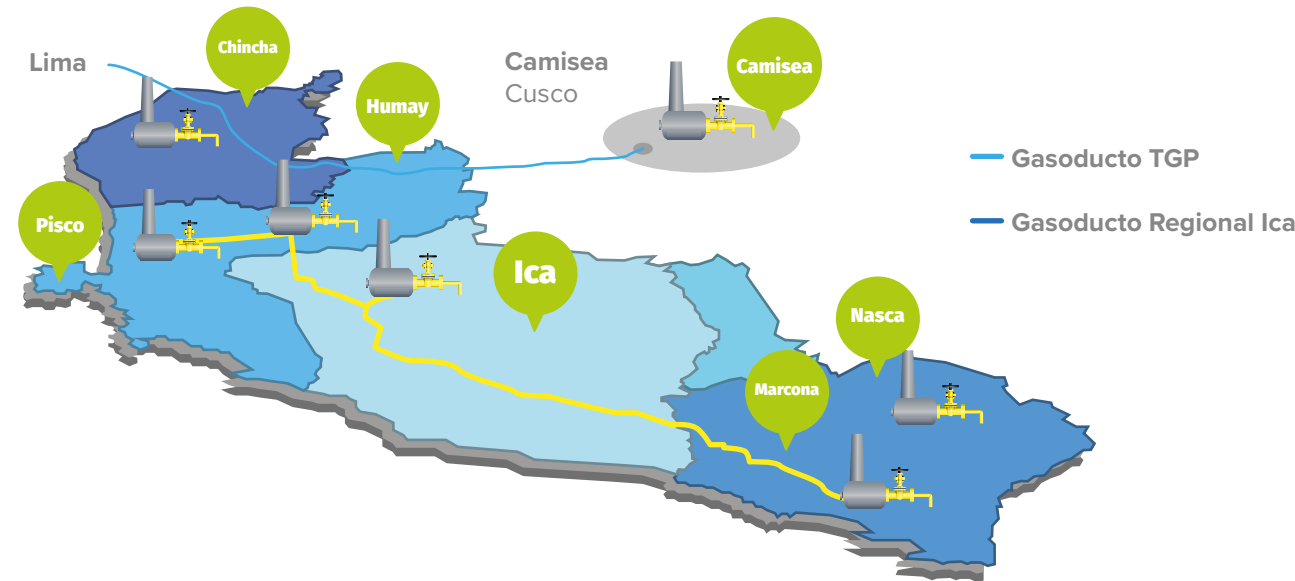 Lima
Chincha
Humay
Camisea
Cusco
Camisea
Gasoducto TGP
Gasoducto Regional Ica
Pisco
Ica
Nasca
Marcona